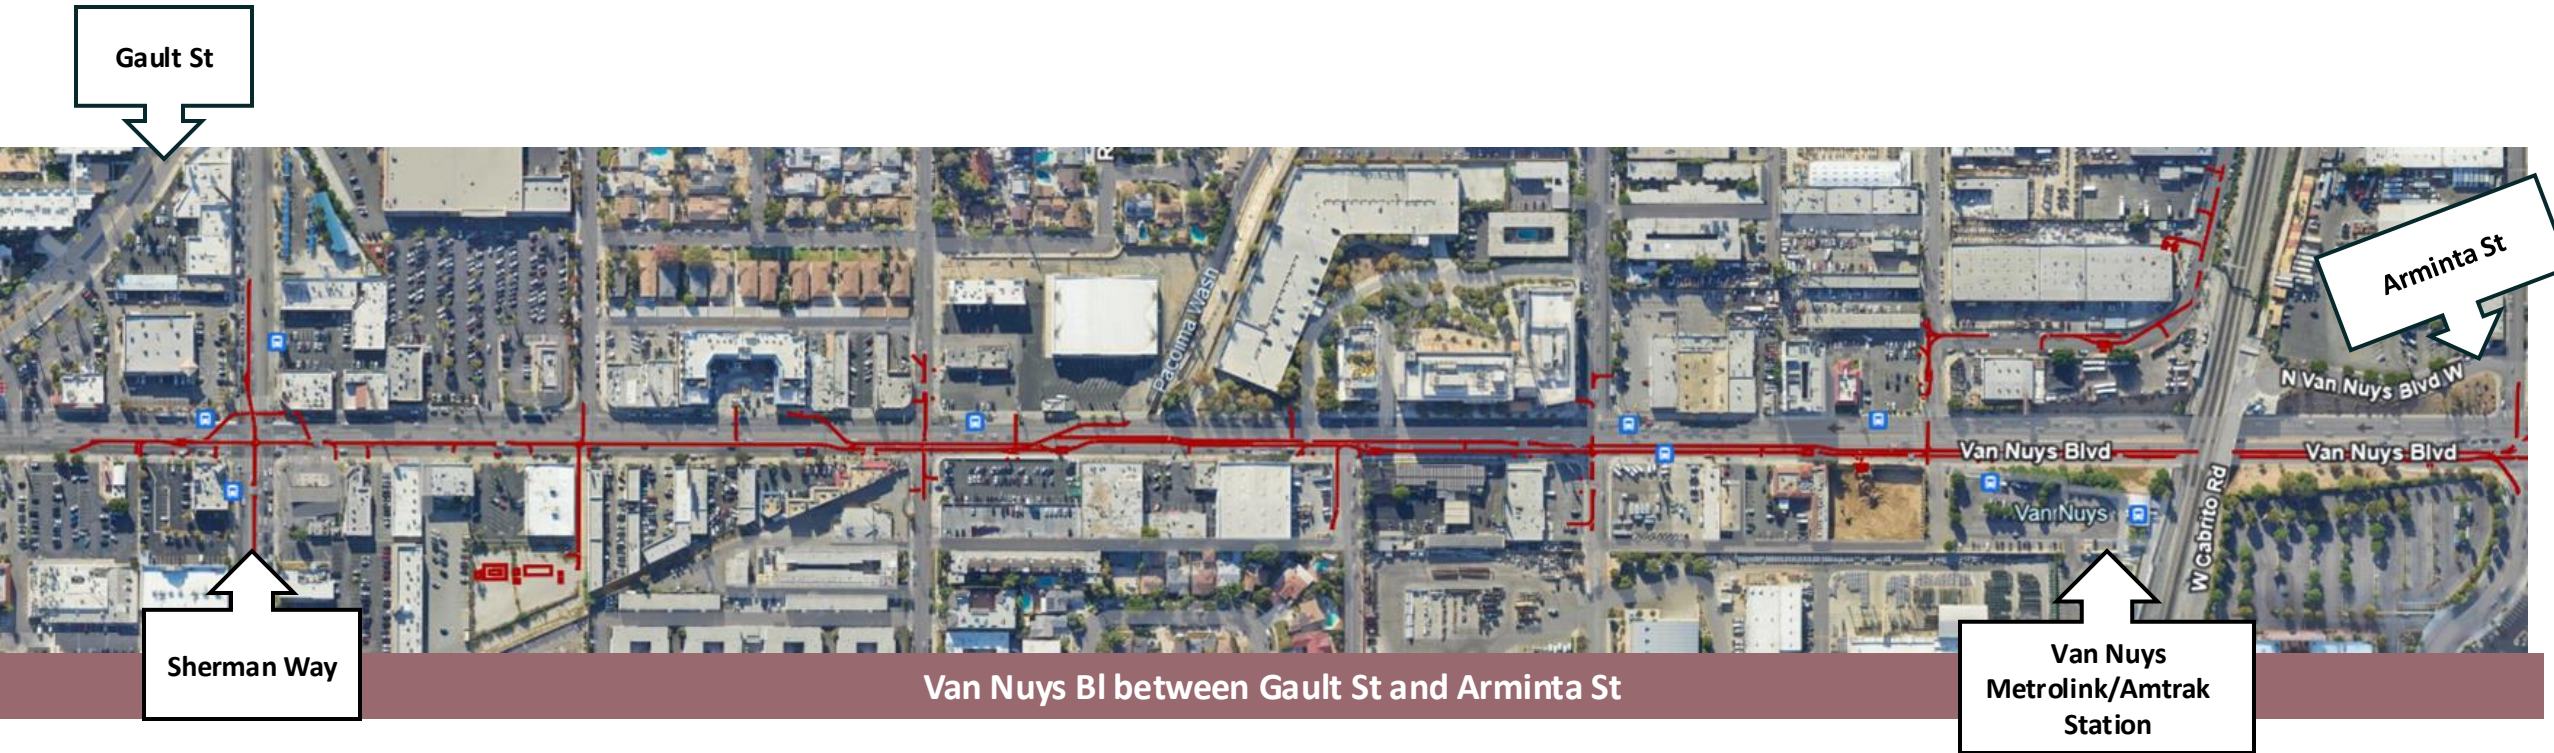 Gault St
R
Pacoima Wash
Arminta St
N Van Nuys Blvd W
Van Nuys Blvd
Van Nuys Blvd
Van Nuys
W Cabrito Rd
Sherman Way
Van Nuys Bl between Gault St and Arminta St
Van Nuys
Metrolink/Amtrak
Station